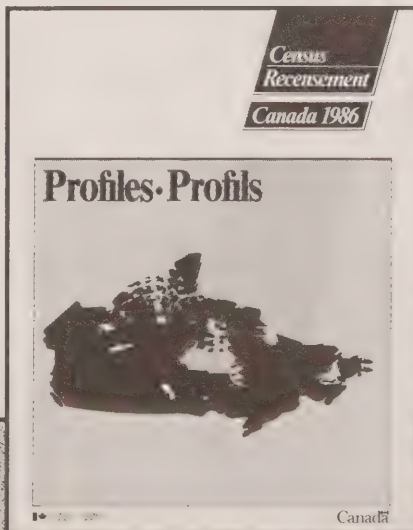 Census
Recensement
Canada 1986
Profiles • Profils
Canada